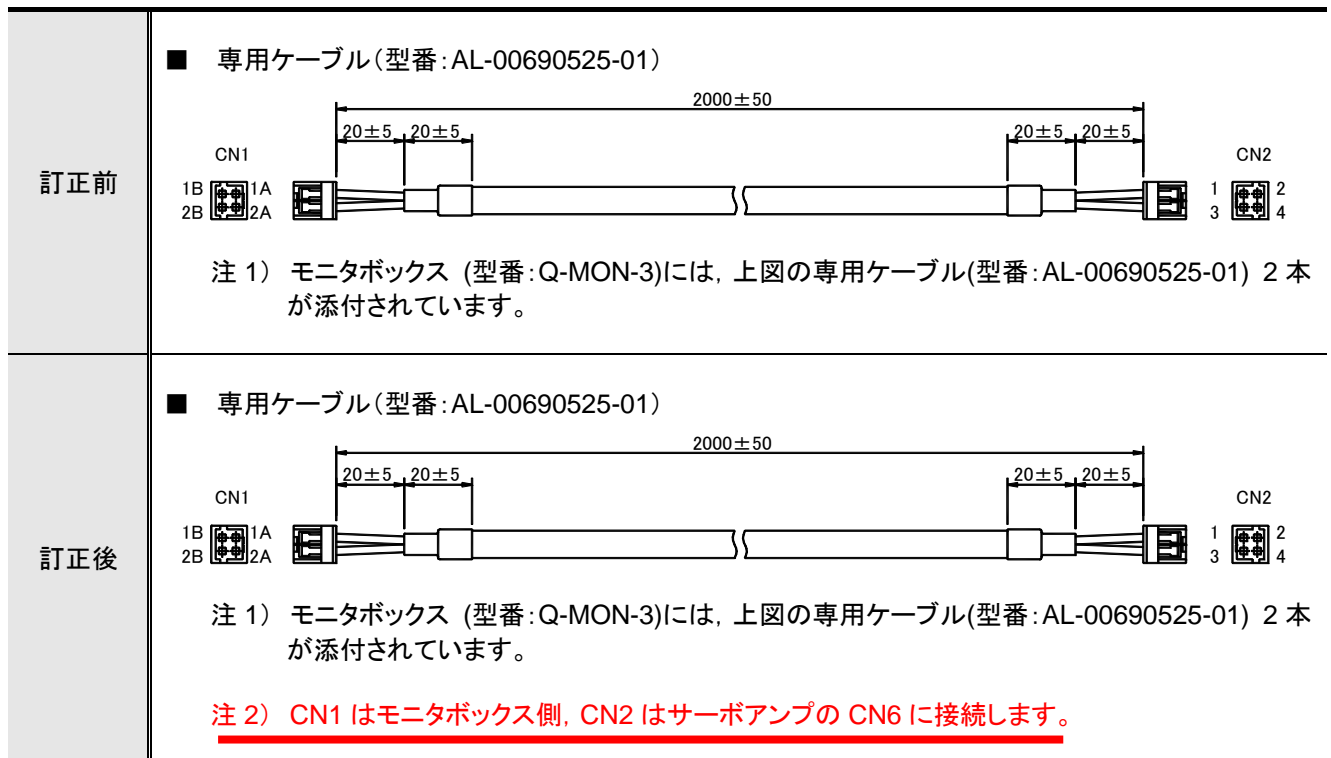 訂正前
■ 専用ケーブル(型番:AL-00690525-01)
2000±50
20±5 20±5 20±5 20±5
CN1 CN2
1B 1A 1 2
2B 2A 3 4
注 1) モニタボックス (型番:Q-MON-3)には, 上図の専用ケーブル(型番:AL-00690525-01) 2 本
が添付されています。
訂正後
■ 専用ケーブル(型番:AL-00690525-01)
2000±50
20±5 20±5 20±5 20±5
CN1 CN2
1B 1A 1 2
2B 2A 3 4
注 1) モニタボックス (型番:Q-MON-3)には, 上図の専用ケーブル(型番:AL-00690525-01) 2 本
が添付されています。
注 2) CN1 はモニタボックス側, CN2 はサーボアンプの CN6 に接続します。